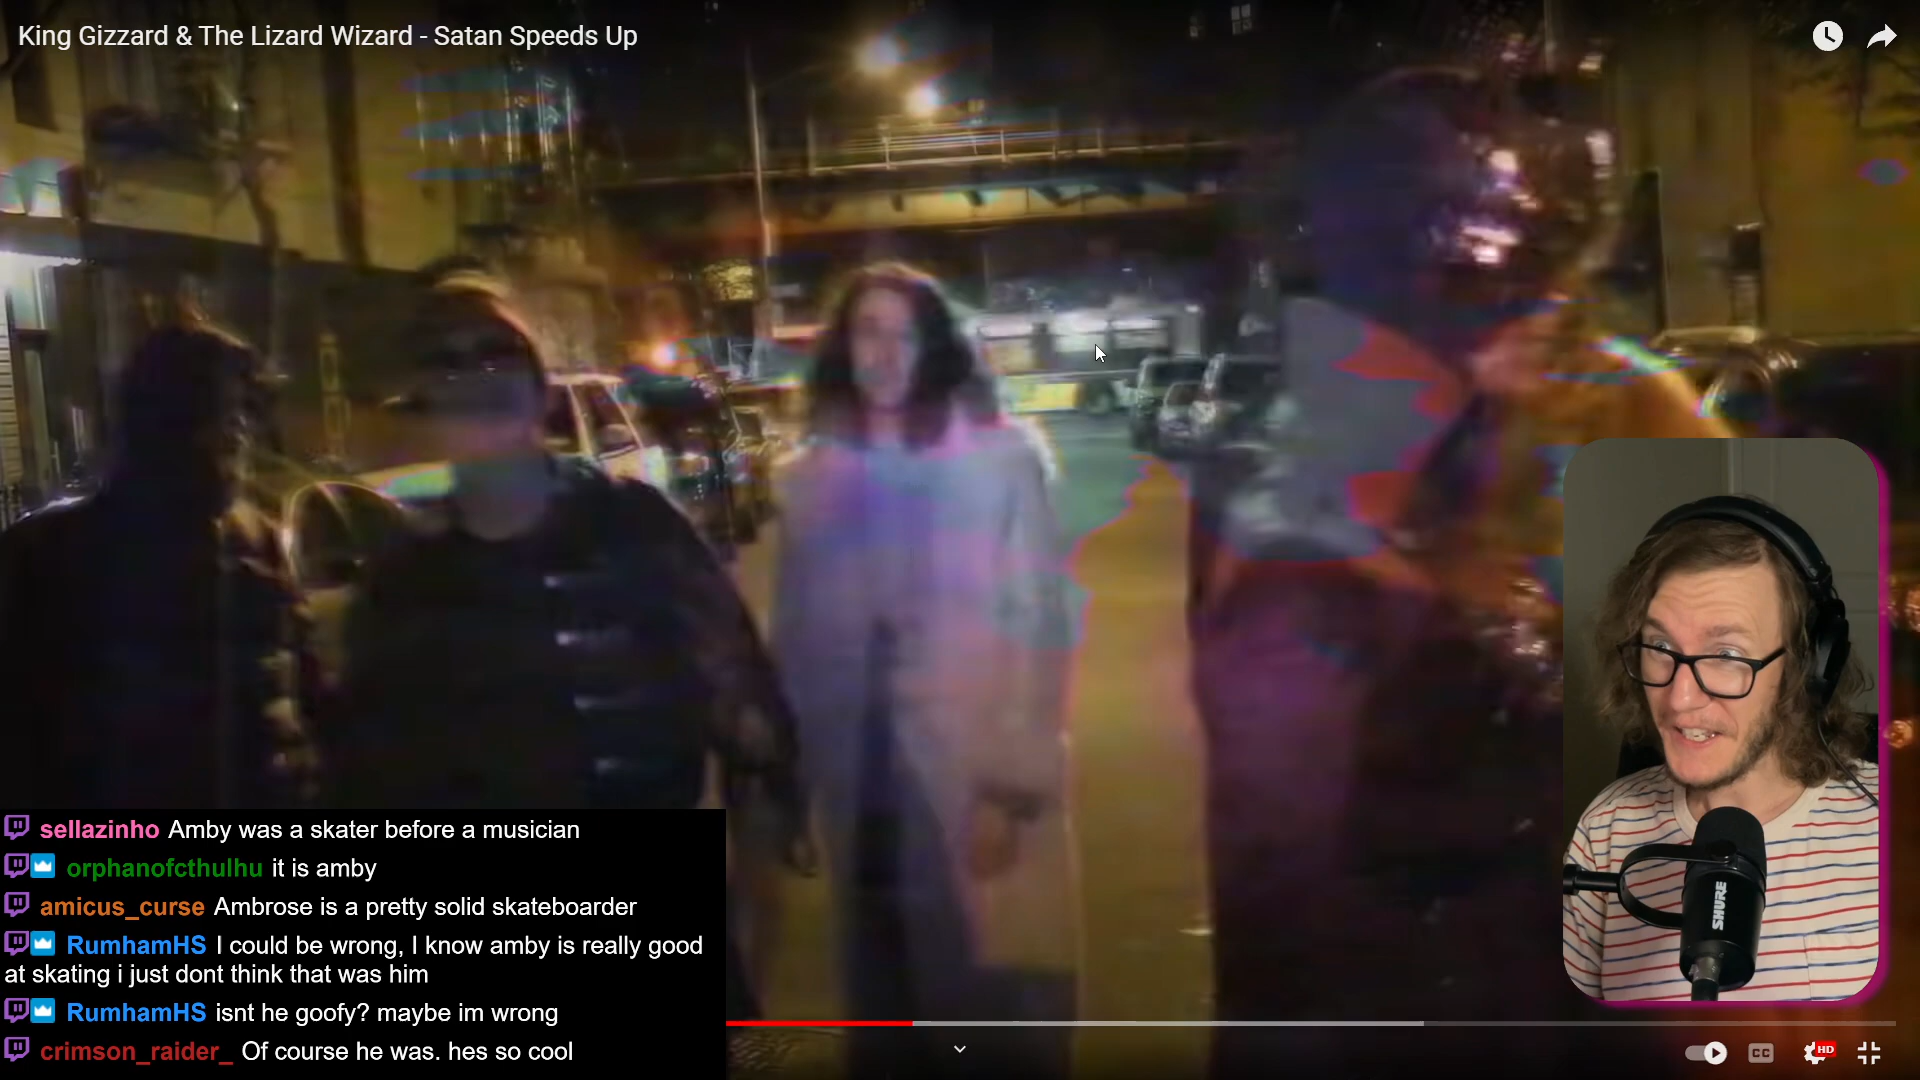 King Gizzard & The Lizard Wizard - Satan Speeds Up
sellazinho Amby was a skater before a musician
orphanofcthulhu it is amby
amicus_curse Ambrose is a pretty solid skateboarder
RumhamHS I could be wrong, I know amby is really good
at skating i just dont think that was him
RumhamHS isnt he goofy? maybe im wrong
crimson_raider_ Of course he was. hes so cool
SHURE
CC
HD